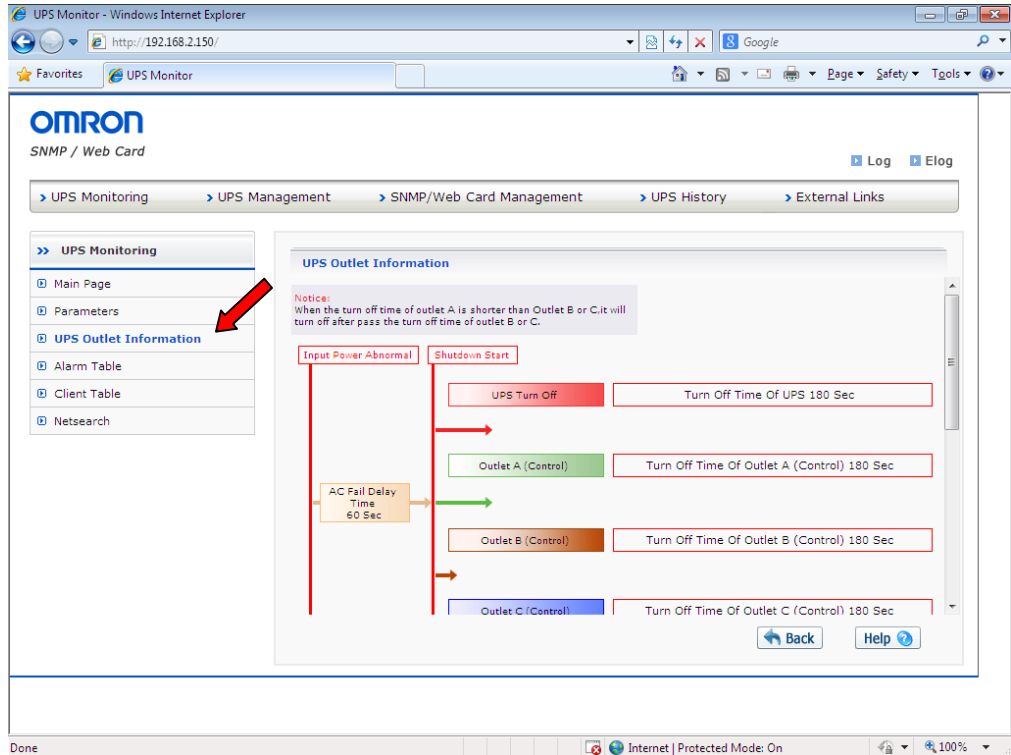 UPS Monitor - Windows Internet Explorer
http://192.168.2.150/
Google
Favorites
UPS Monitor
Page
Safety
Tools
OMRON
SNMP / Web Card
Log
Elog
UPS Monitoring
UPS Management
SNMP/Web Card Management
UPS History
External Links
UPS Monitoring
Main Page
Parameters
UPS Outlet Information
Alarm Table
Client Table
Netsearch
UPS Outlet Information
Notice:
When the turn off time of outlet A is shorter than Outlet B or C,it will
turn off after pass the turn off time of outlet B or C.
Input Power Abnormal
Shutdown Start
UPS Turn Off
Turn Off Time Of UPS 180 Sec
Outlet A (Control)
Turn Off Time Of Outlet A (Control) 180 Sec
AC Fail Delay
Time
60 Sec
Outlet B (Control)
Turn Off Time Of Outlet B (Control) 180 Sec
Outlet C (Control)
Turn Off Time Of Outlet C (Control) 180 Sec
Back
Help
Done
Internet | Protected Mode: On
100%